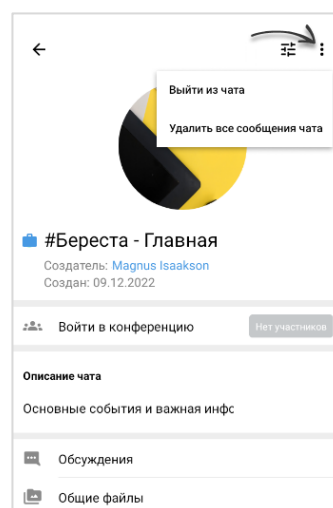 Выйти из чата
Удалить все сообщения чата
#Береста - Главная
Создатель: Magnus Isaakson
Создан: 09.12.2022
Войти в конференцию
Нет участников
Описание чата
Основные события и важная инфс
Обсуждения
Общие файлы